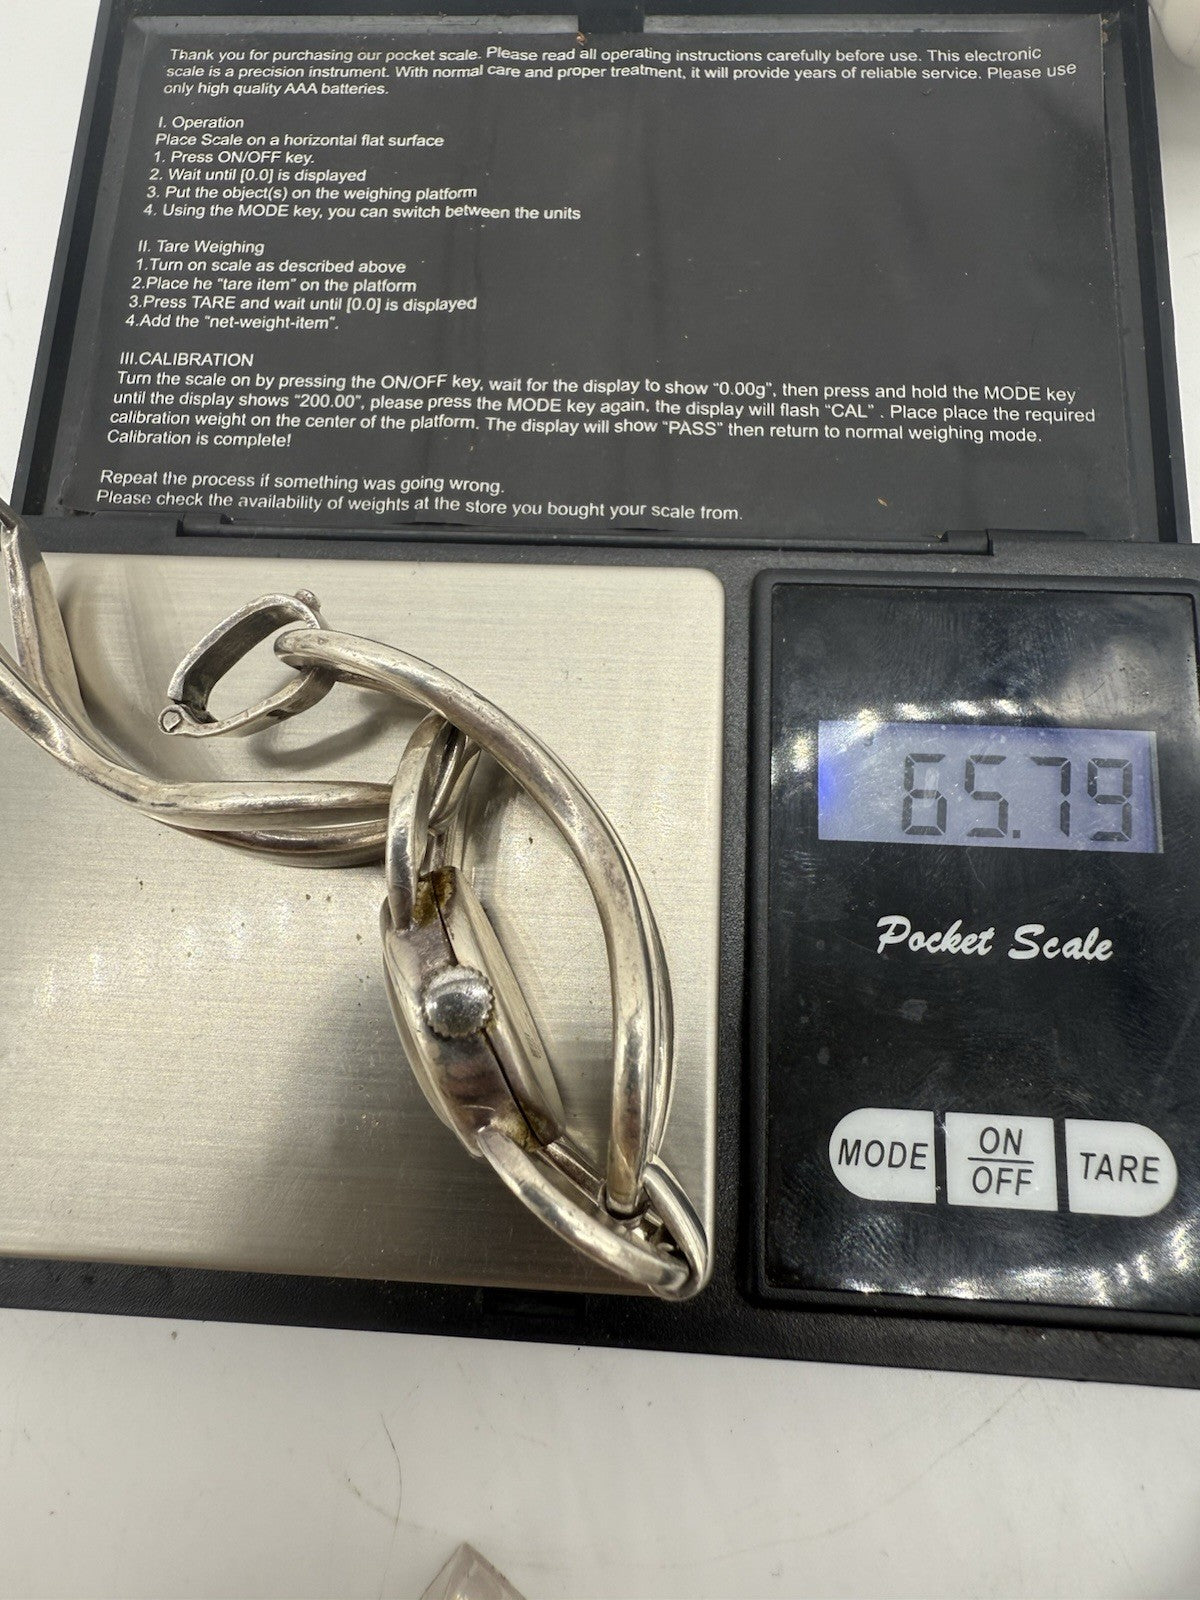 Thank you for purchasing our pocket scale. Please read all operating instructions carefully before use. This electronic
scale is a precision instrument. With normal care and proper treatment, it will provide years of reliable service. Please use
only high quality AAA batteries.
I. Operation
Place Scale on a horizontal flat surface
1. Press ON/OFF key.
2. Wait until [0.0] is displayed
3. Put the object(s) on the weighing platform
4. Using the MODE key, you can switch between the units
II. Tare Weighing
1.Turn on scale as described above
2.Place he "tare item" on the platform
3.Press TARE and wait until [0.0] is displayed
4.Add the "net-weight-item".
III.CALIBRATION
Turn the scale on by pressing the ON/OFF key, wait for the display to show "0.00g", then press and hold the MODE key
until the display shows "200.00", please press the MODE key again, the display will flash "CAL" . Place place the required
calibration weight on the center of the platform. The display will show "PASS" then return to normal weighing mode.
Calibration is complete!
Repeat the process if something was going wrong.
Please check the availability of weights at the store you bought your scale from.
65.79
Pocket Scale
MODE
ON
OFF
TARE